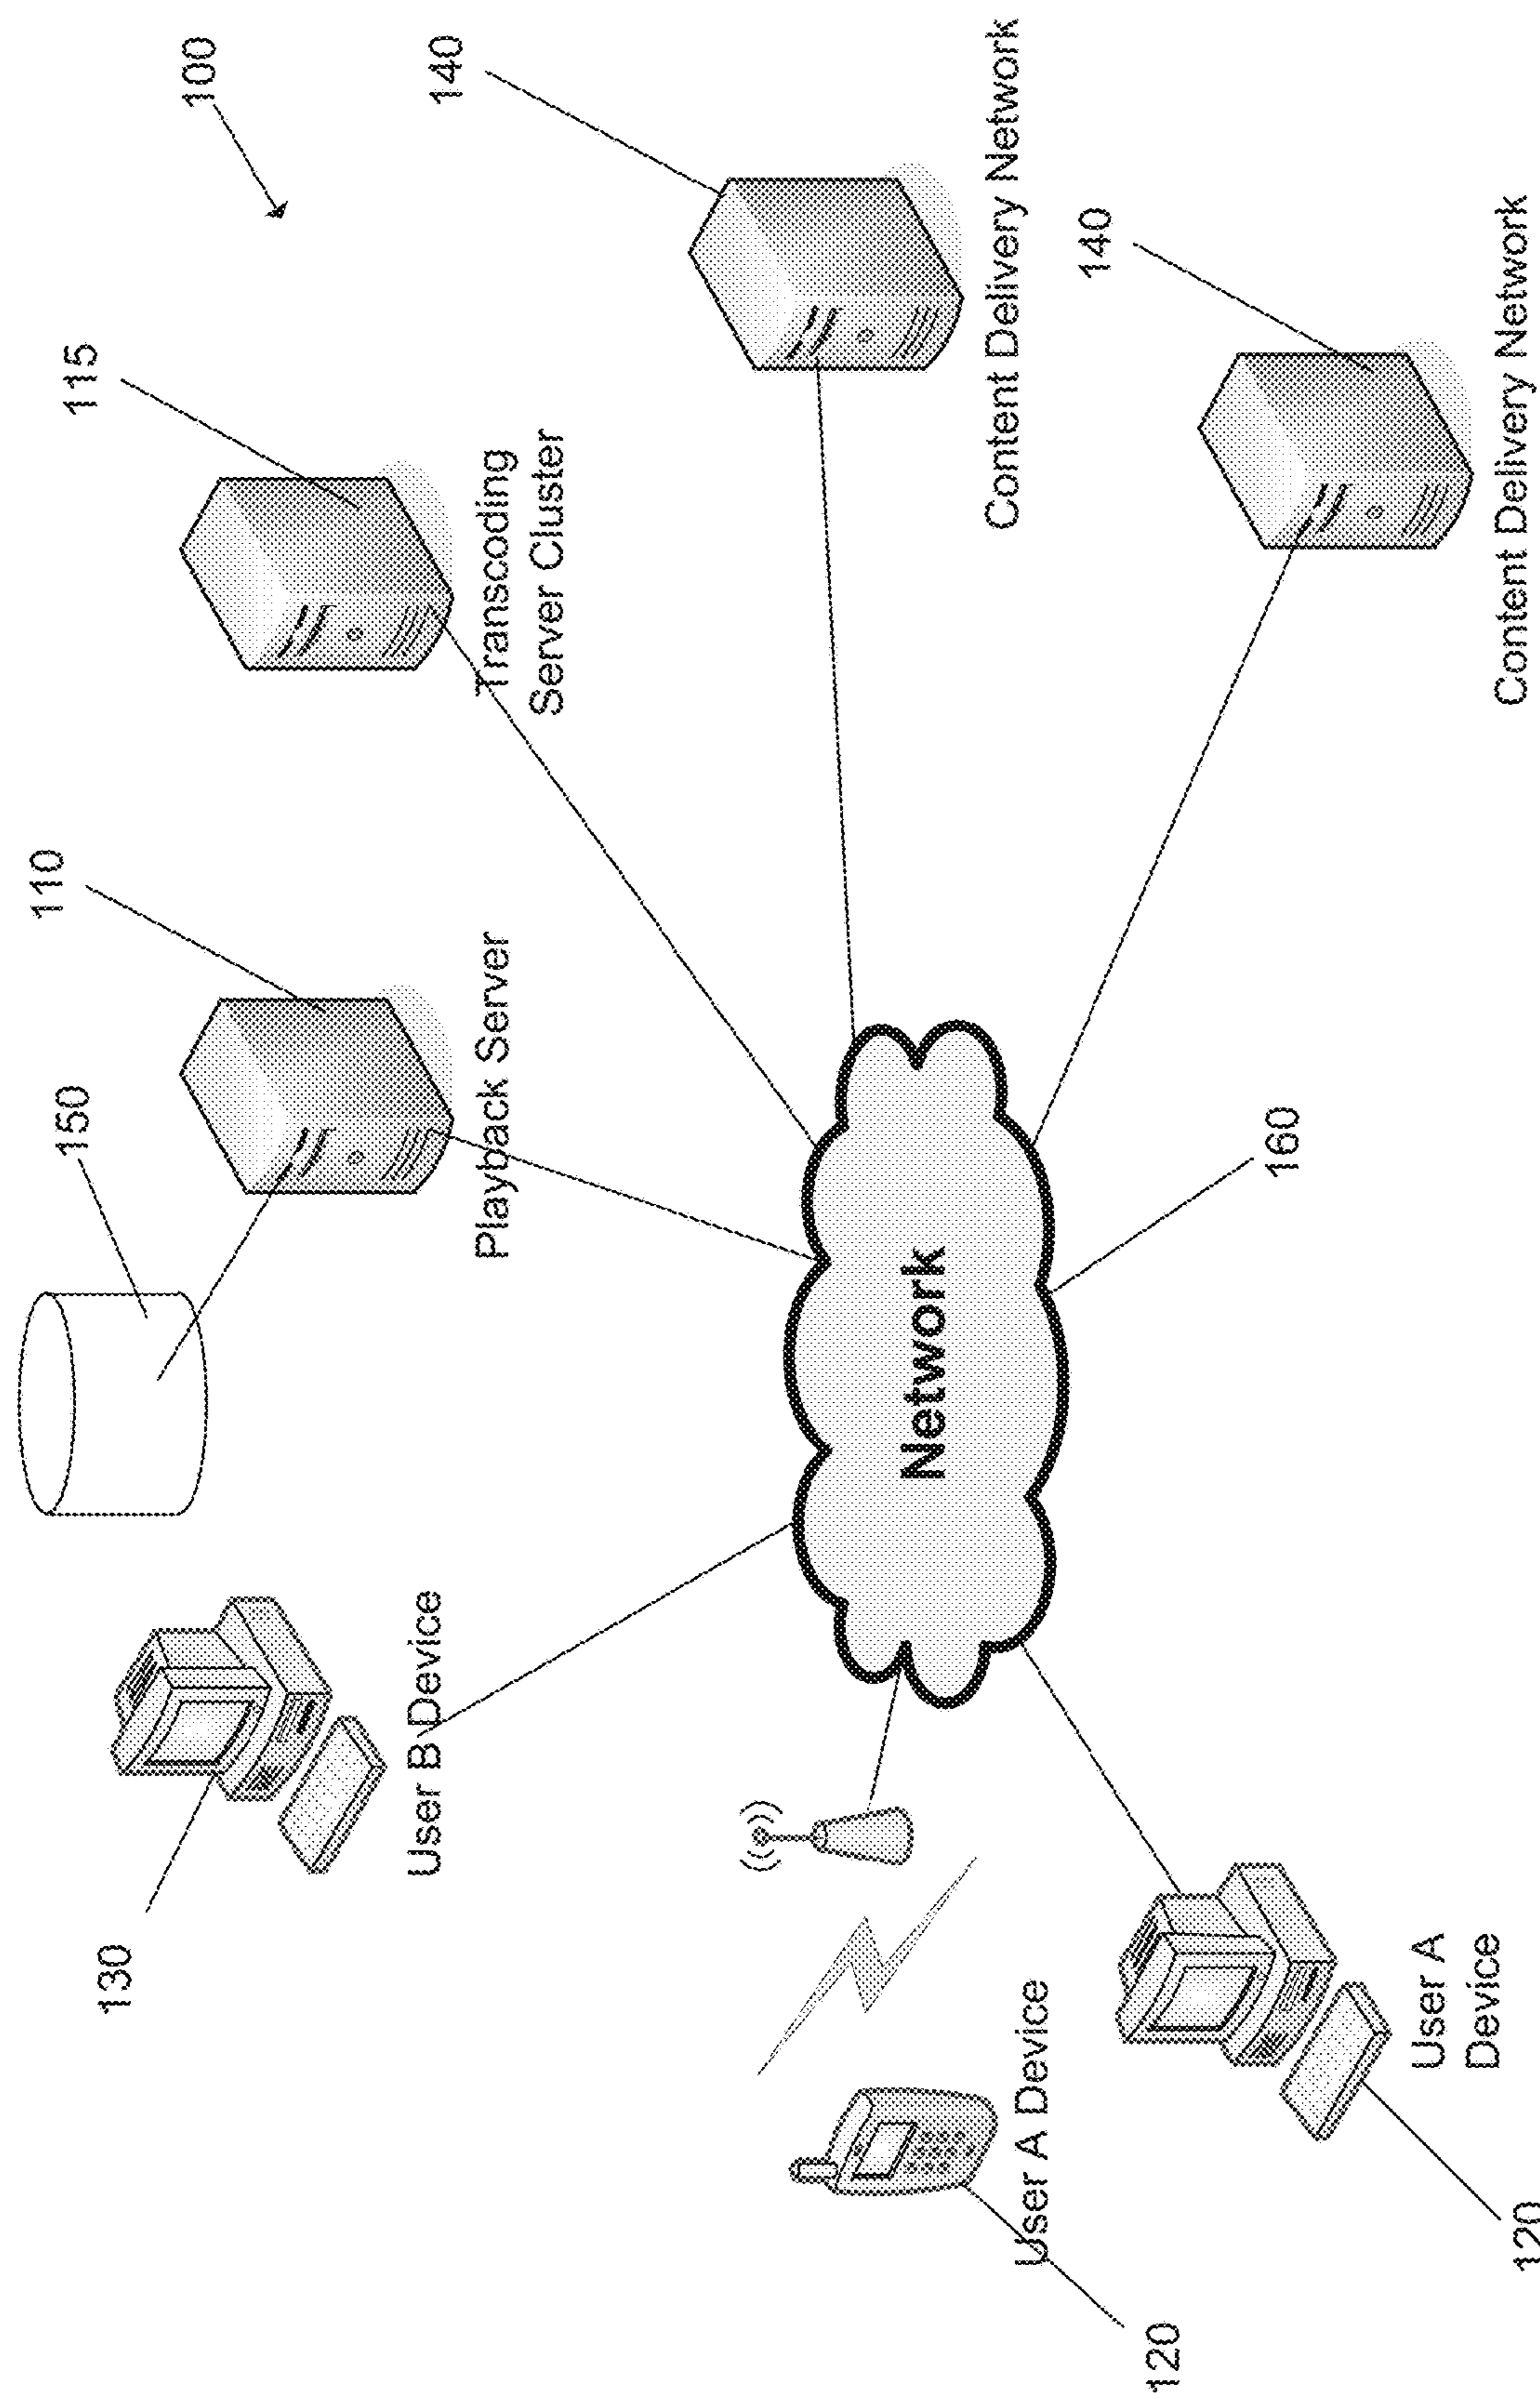 100
130
150
110
115
User B Device
Playback Server
Transcoding
Server Cluster
140
120
User A Device
Network
160
Content Delivery Network
140
120
User A
Device
Content Delivery Network